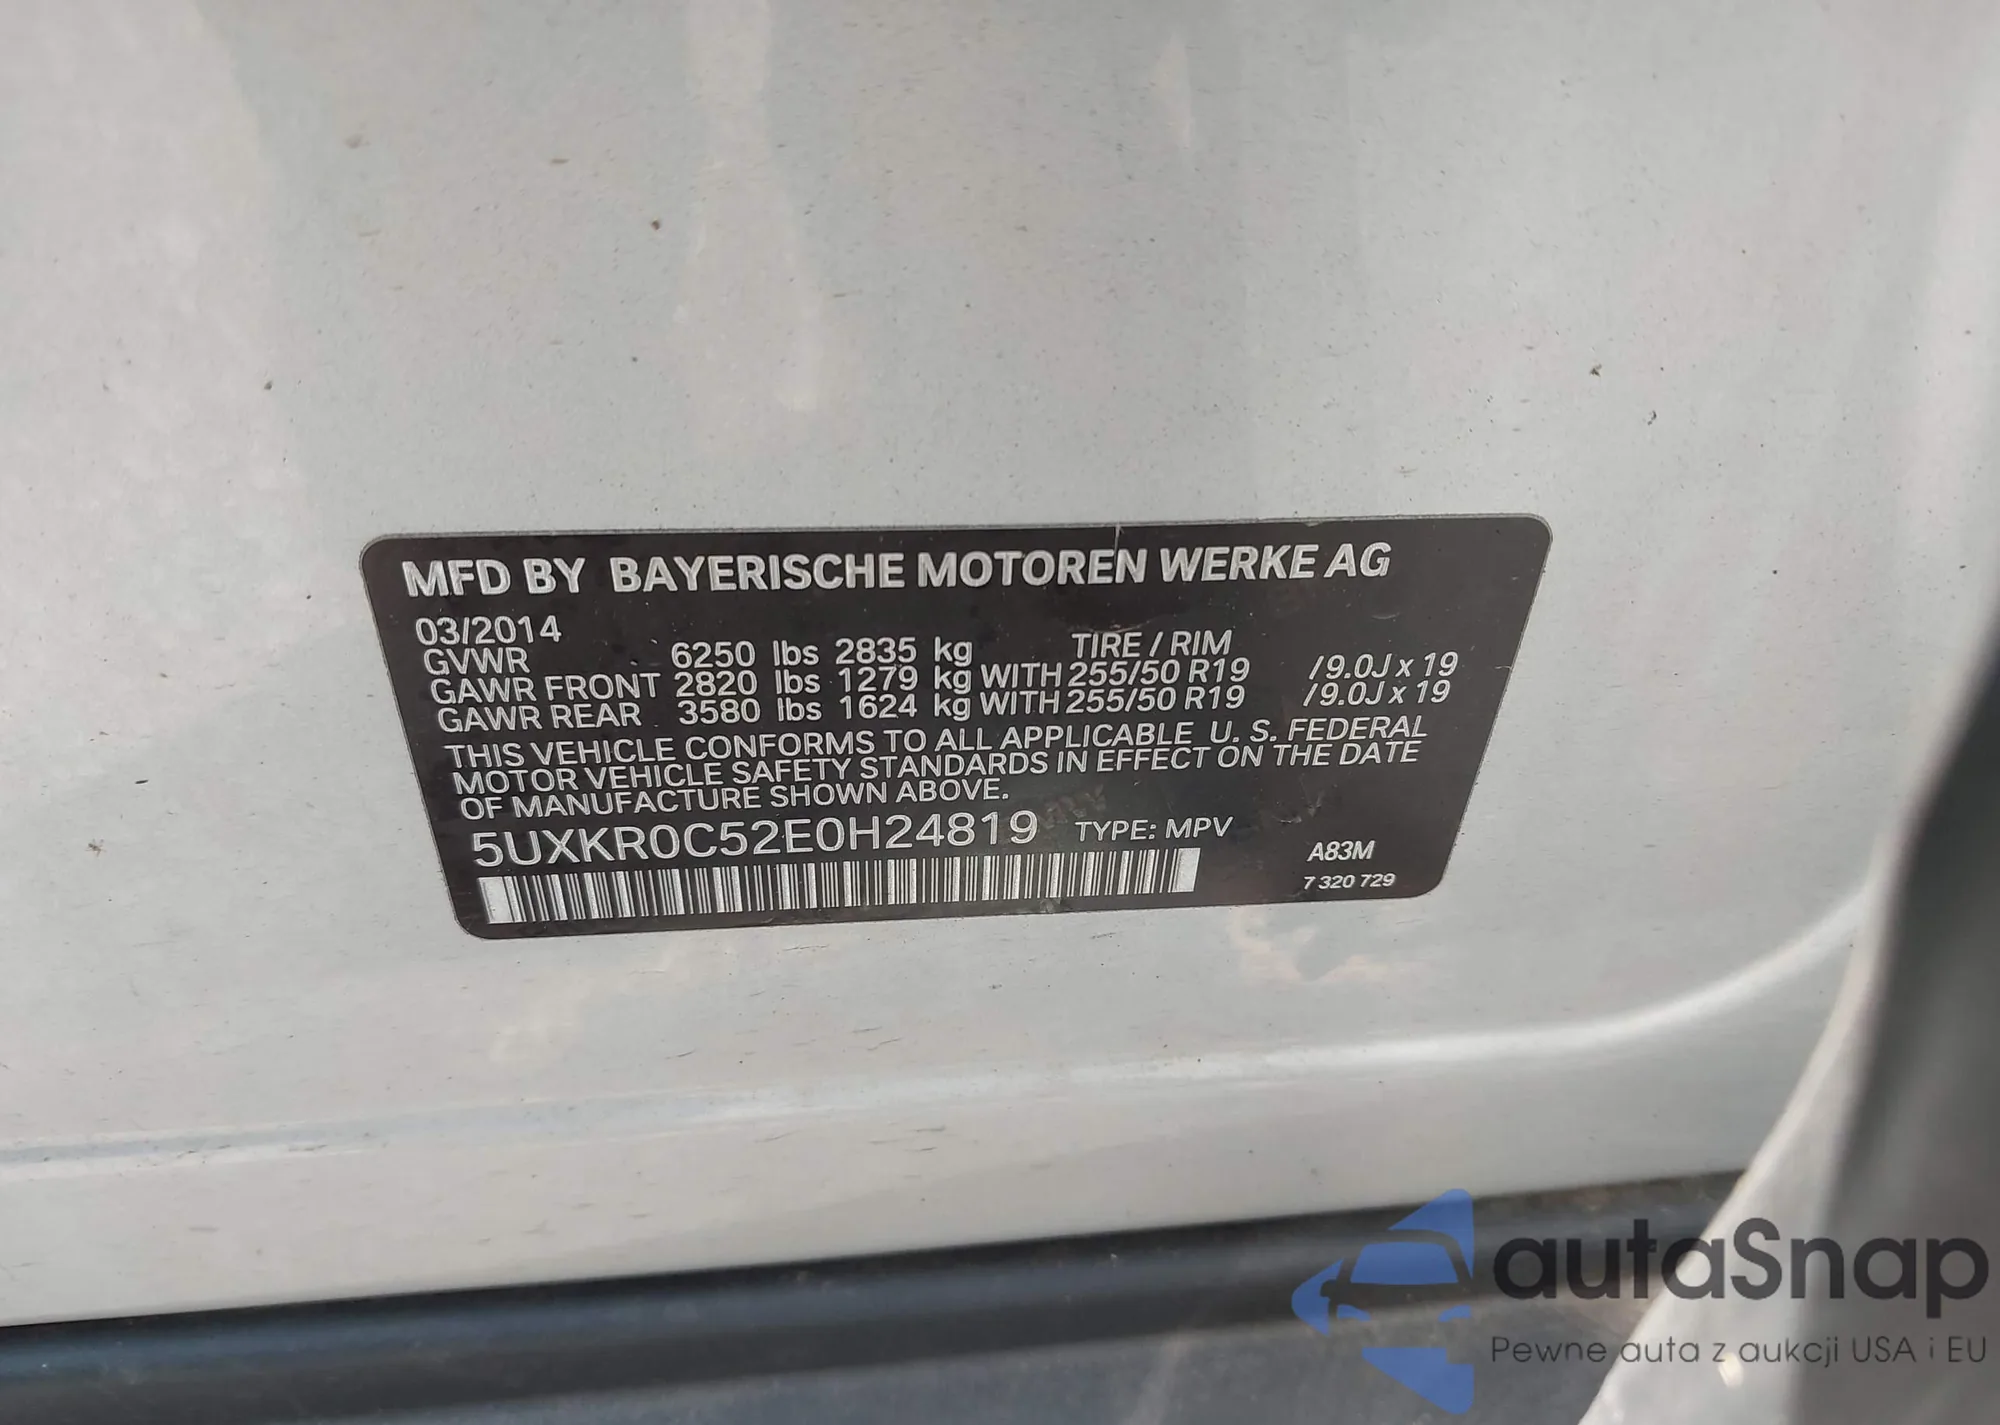 MFD BY BAYERISCHE MOTOREN WERKE AG
03/2014
GVWR 6250 lbs 2835 kg TIRE / RIM
GAWR FRONT 2820 lbs 1279 kg WITH 255/50 R19 /9.0J x 19
GAWR REAR 3580 lbs 1624 kg WITH 255/50 R19 /9.0J x 19
THIS VEHICLE CONFORMS TO ALL APPLICABLE U. S. FEDERAL
MOTOR VEHICLE SAFETY STANDARDS IN EFFECT ON THE DATE
OF MANUFACTURE SHOWN ABOVE.
5UXKR0C52E0H24819 TYPE: MPV
A83M
7 320 729
autaSnap
Pewne auta z aukcji USA i EU